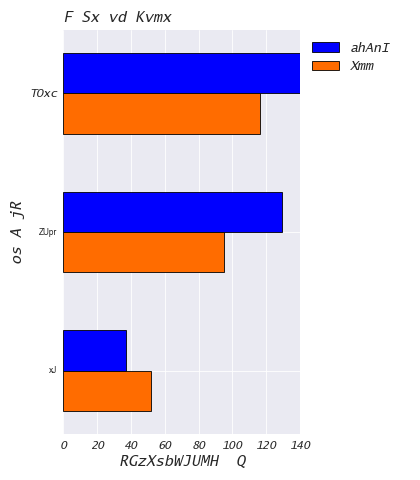 F Sx vd Kvmx
ahAnI
Xmm
TOxc
ZUpr
xJ
os A jR
0 20 40 60 80 100 120 140
RGzXsbWJUMH Q